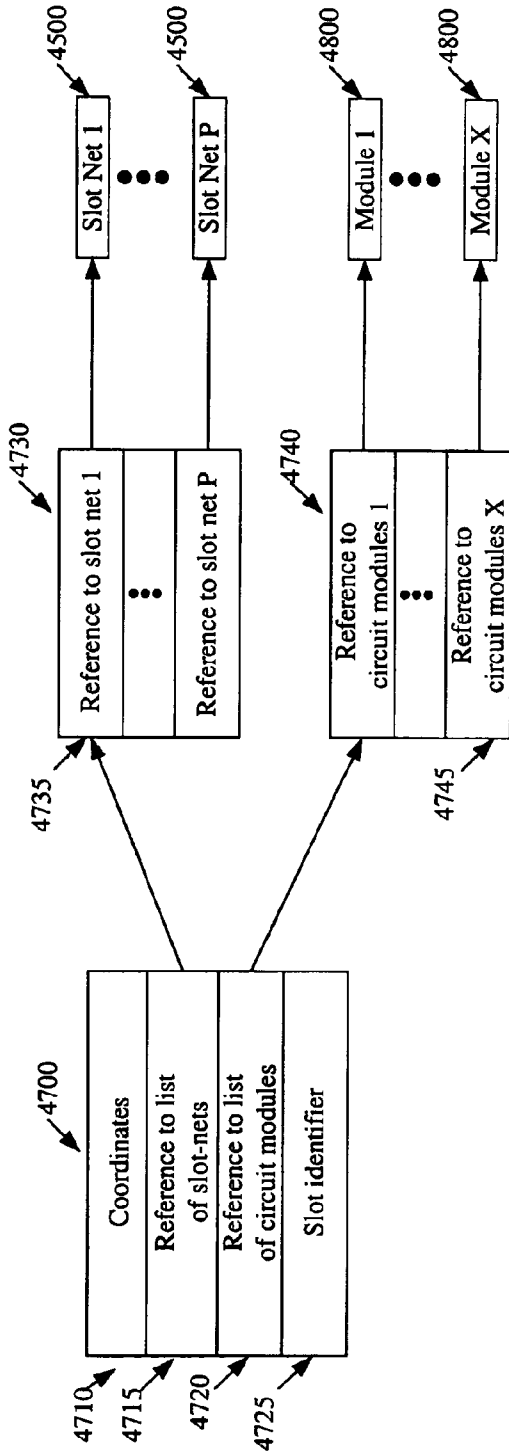 4700
4710
Coordinates
4715
Reference to list
of slot-nets
4720
Reference to list
of circuit modules
4725
Slot identifier
4730
4735
Reference to slot net 1
Reference to slot net P
4500
Slot Net 1
4500
Slot Net P
4740
Reference to
circuit modules 1
4745
Reference to
circuit modules X
4800
Module 1
4800
Module X